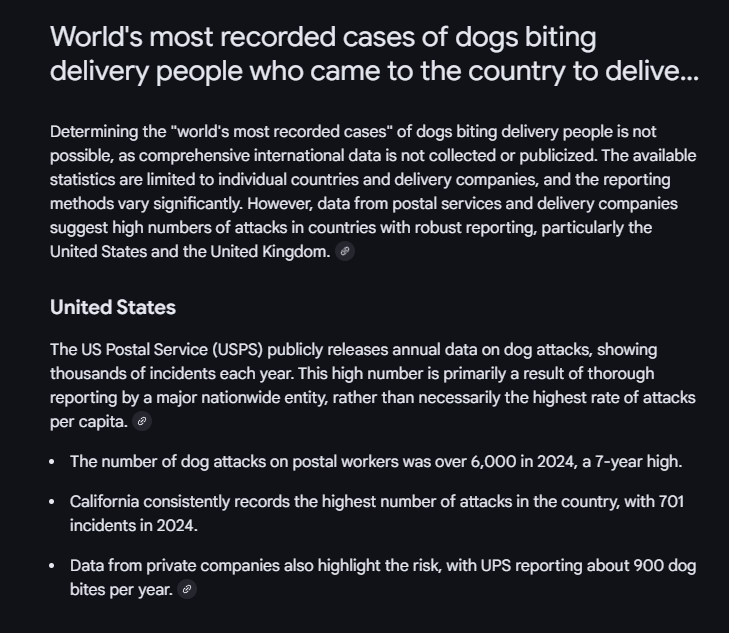 World's most recorded cases of dogs biting
delivery people who came to the country to delive...
Determining the "world's most recorded cases" of dogs biting delivery people is not
possible, as comprehensive international data is not collected or publicized. The available
statistics are limited to individual countries and delivery companies, and the reporting
methods vary significantly. However, data from postal services and delivery companies
suggest high numbers of attacks in countries with robust reporting, particularly the
United States and the United Kingdom.
United States
The US Postal Service (USPS) publicly releases annual data on dog attacks, showing
thousands of incidents each year. This high number is primarily a result of thorough
reporting by a major nationwide entity, rather than necessarily the highest rate of attacks
per capita.
• The number of dog attacks on postal workers was over 6,000 in 2024, a 7-year high.
• California consistently records the highest number of attacks in the country, with 701
incidents in 2024.
• Data from private companies also highlight the risk, with UPS reporting about 900 dog
bites per year.